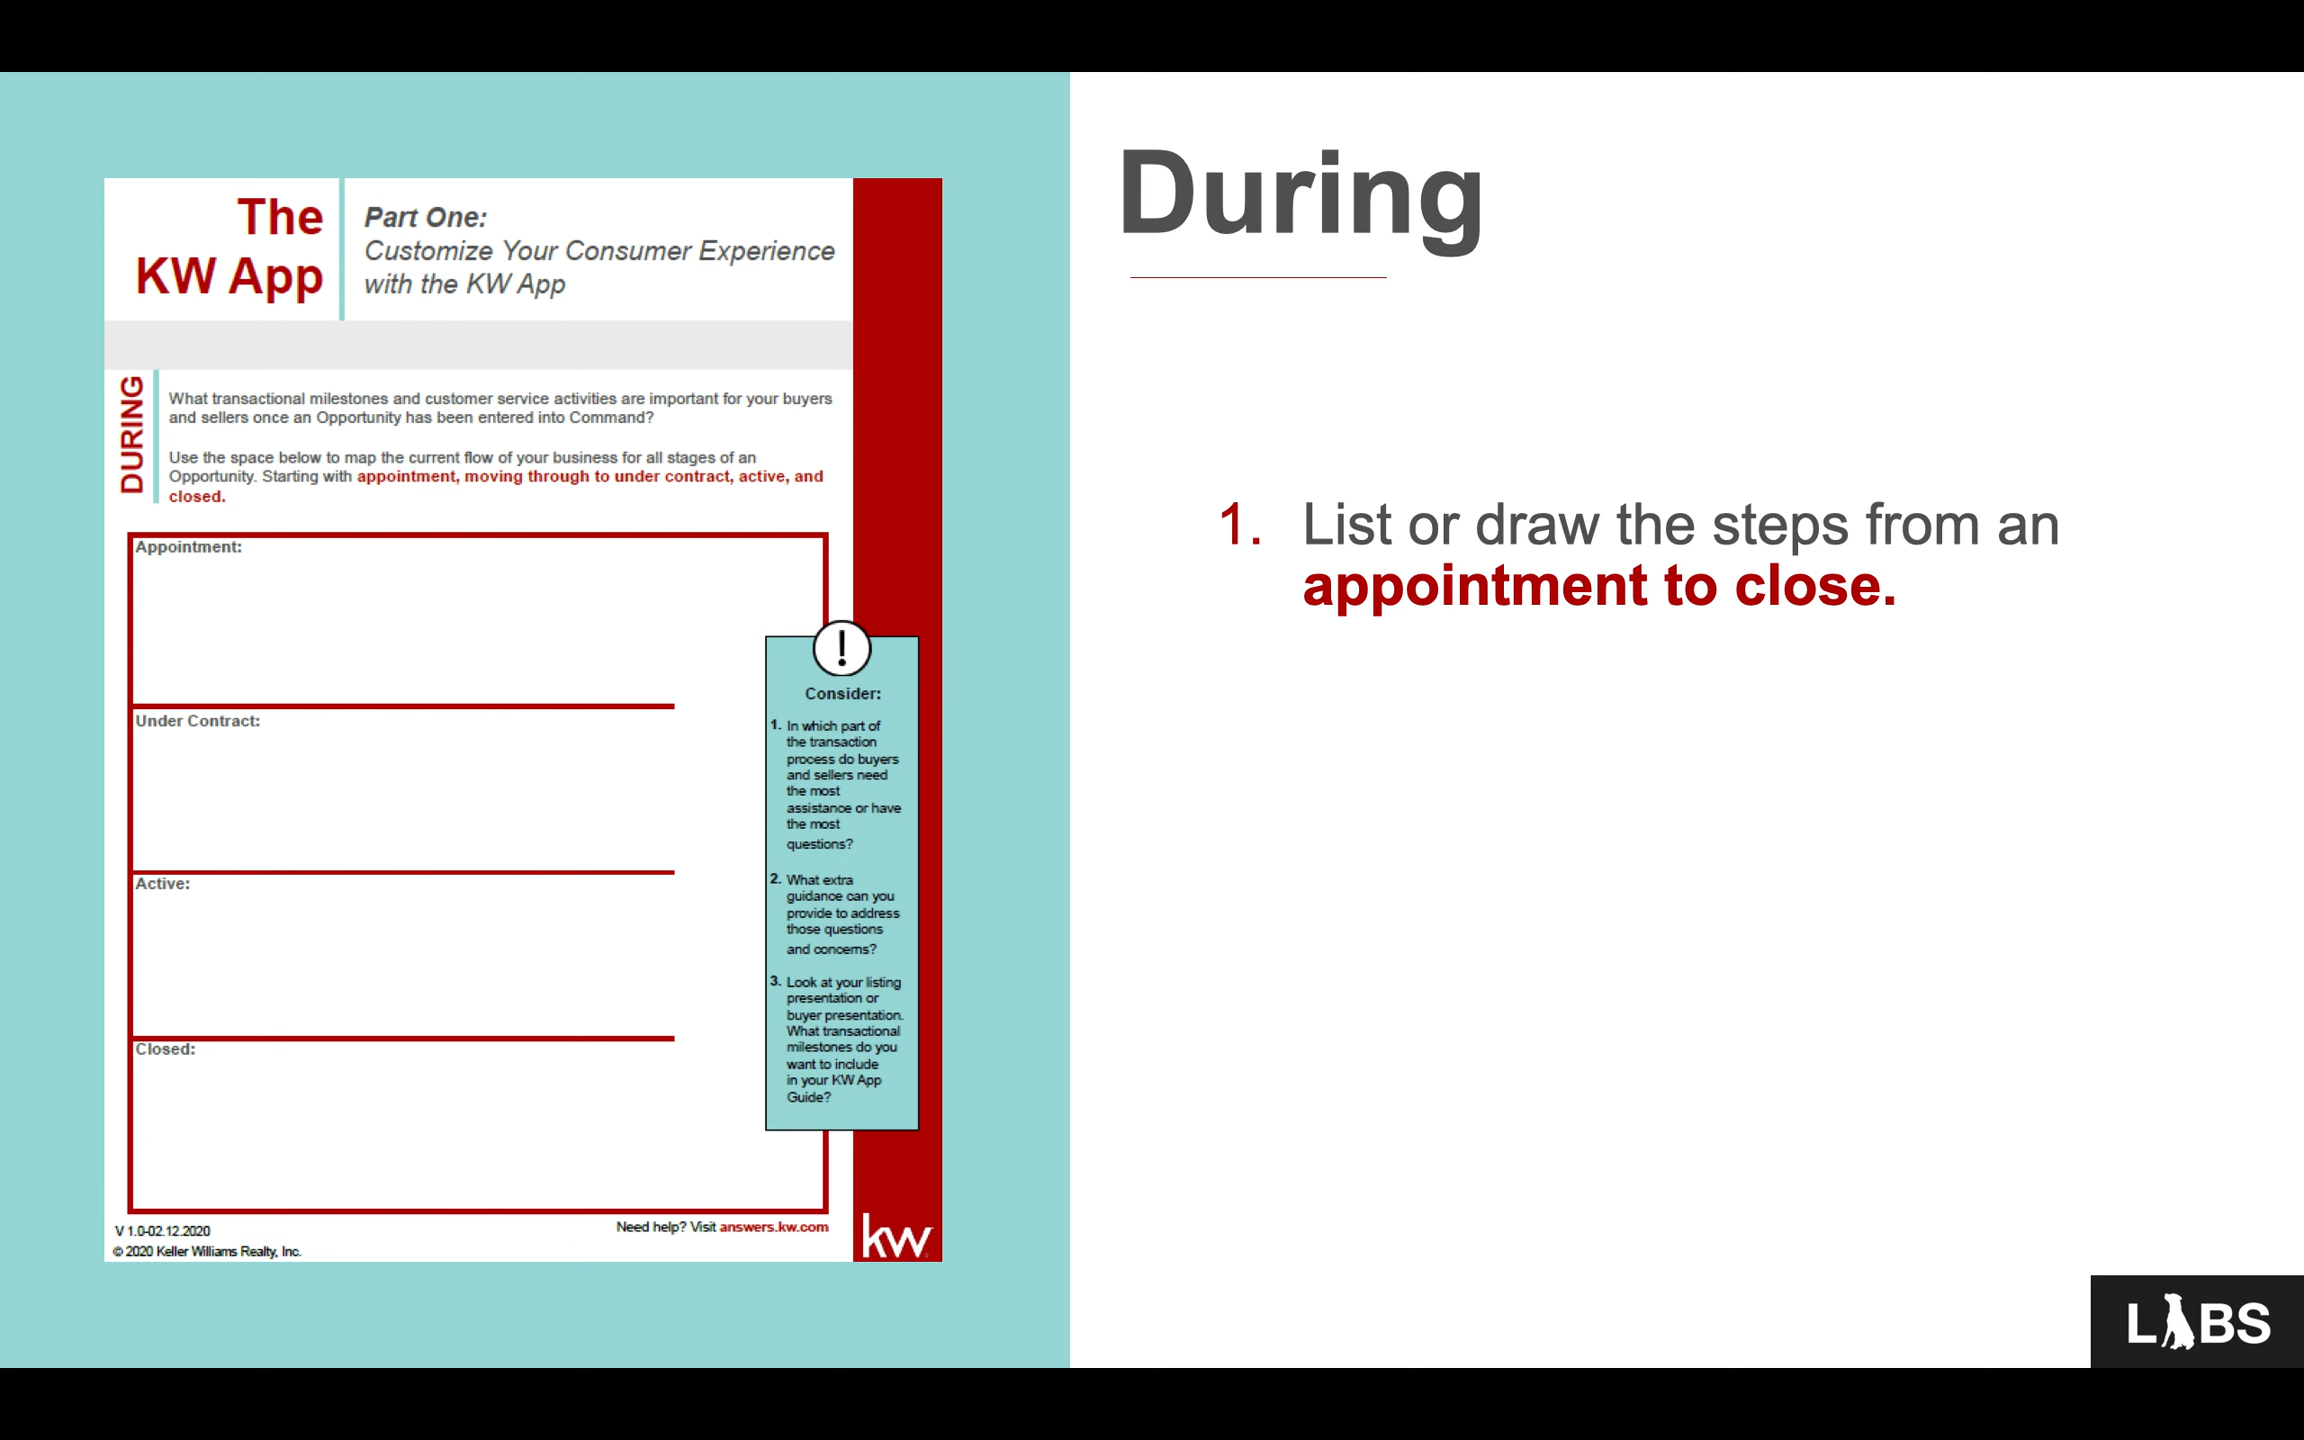 The
KW App
Part One:
Customize Your Consumer Experience
with the KW App
DURING
What transactional milestones and customer service activities are important for your buyers
and sellers once an Opportunity has been entered into Command?
Use the space below to map the current flow of your business for all stages of an
Opportunity. Starting with appointment, moving through to under contract, active, and
closed.
Appointment:
Under Contract:
Active:
Closed:
!
Consider:
1. In which part of
the transaction
process do buyers
and sellers need
the most
assistance or have
the most
questions?
2. What extra
guidance can you
provide to address
those questions
and concerns?
3. Look at your listing
presentation or
buyer presentation.
What transactional
milestones do you
want to include
in your KW App
Guide?
V 1.0-02.12.2020
© 2020 Keller Williams Realty, Inc.
Need help? Visit answers.kw.com
kw
During
1. List or draw the steps from an
appointment to close.
LABS